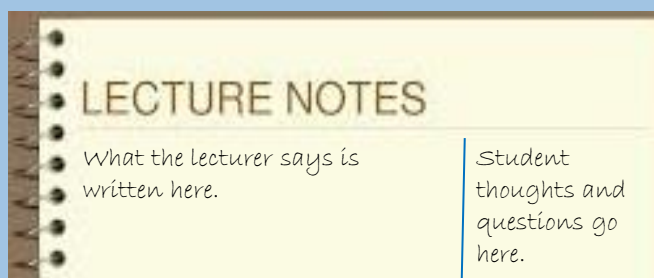 LECTURE NOTES
What the lecturer says is
written here.
Student
thoughts and
questions go
here.